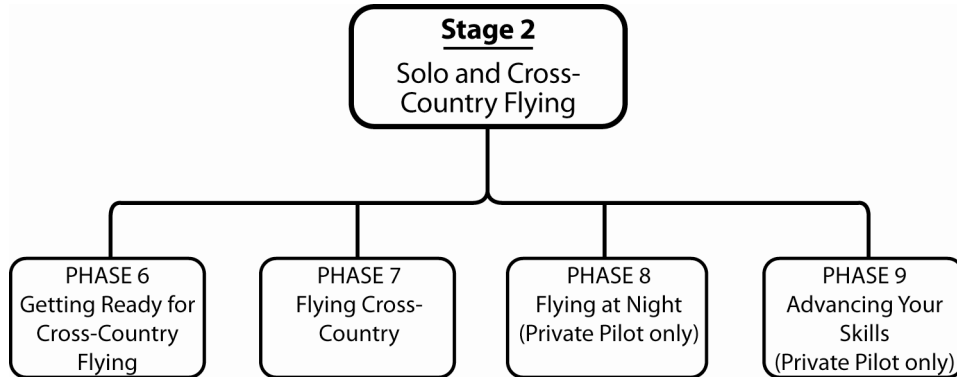 Stage 2
Solo and Cross-
Country Flying
PHASE 6
Getting Ready for
Cross-Country
Flying
PHASE 7
Flying Cross-
Country
PHASE 8
Flying at Night
(Private Pilot only)
PHASE 9
Advancing Your
Skills
(Private Pilot only)